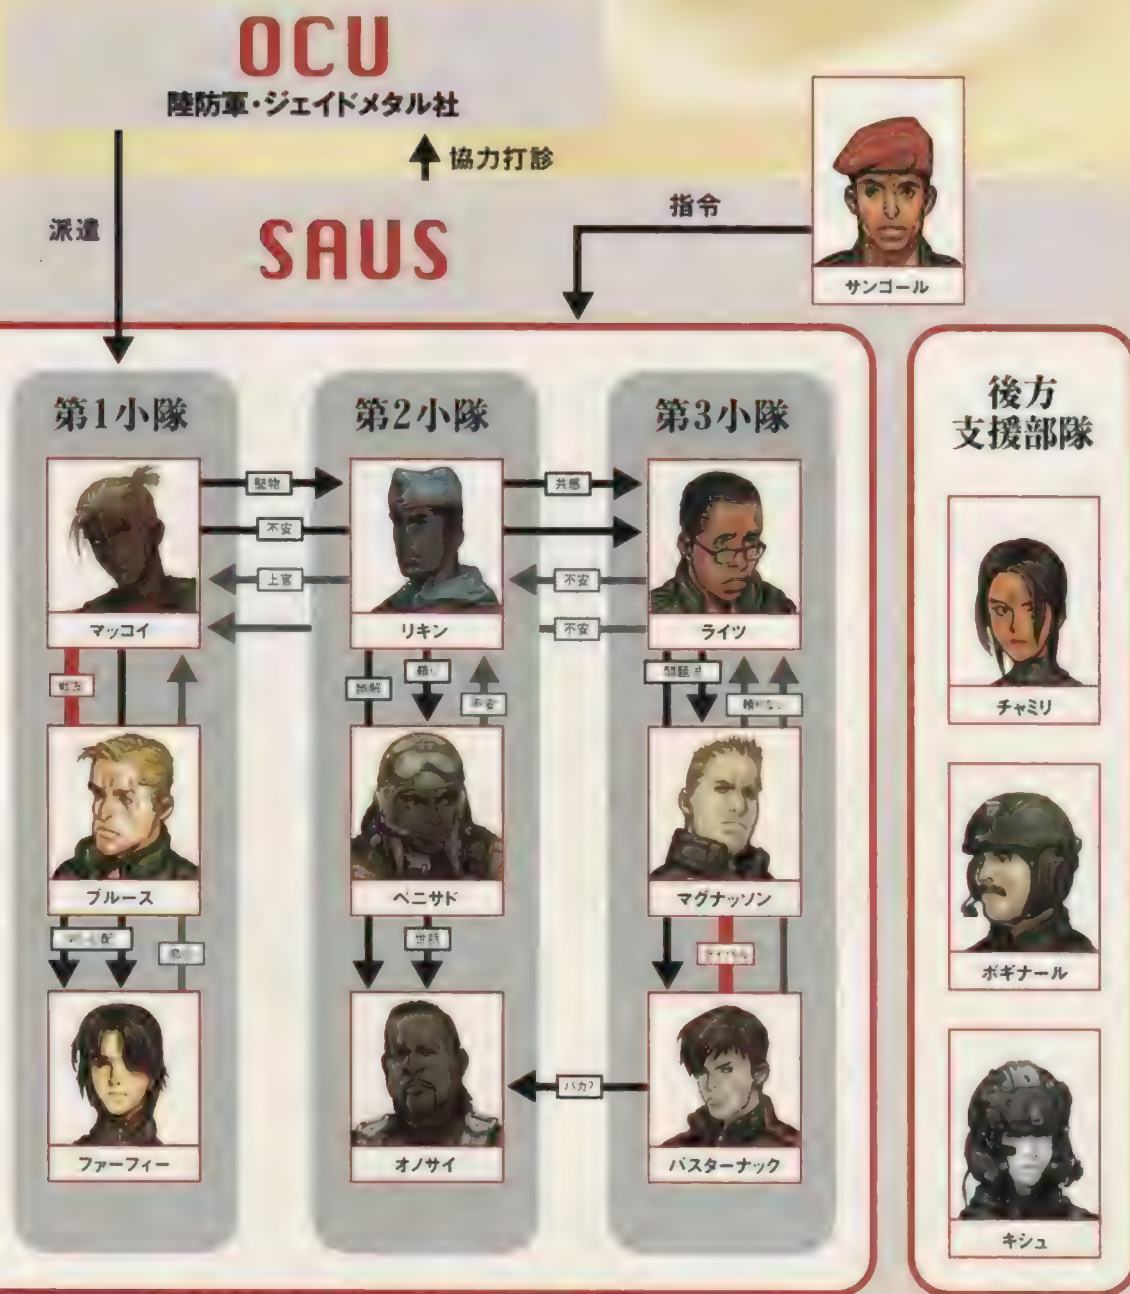 OCU
陸防軍・ジェイドメタル社
協力打診
派遣
SAUS
指令
サンゴール
第1小隊
第2小隊
第3小隊
後方
支援部隊
堅物
共感
不安
上官
不安
不安
マッコイ
リキン
ライツ
戦友
不安
チャミリ
ブルース
ペニサド
マグナッソン
世話
ボギナール
バカ?
ファーフィー
オノサイ
パスターナック
キシュ